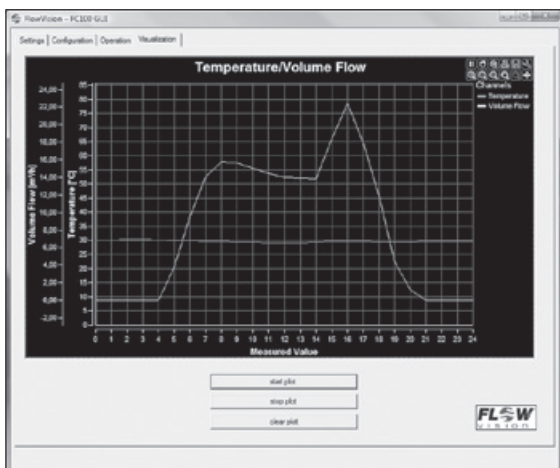 FlowVision - FC100 GUI
Settings | Configuration | Operation | Visualization
Temperature/Volume Flow
Channels
Temperature
Volume Flow
Volume Flow [m³/h]
24,00
22,00
20,00
18,00
16,00
14,00
12,00
10,00
8,00
6,00
4,00
2,00
0,00
-2,00
Temperature [°C]
85
80
75
70
65
60
55
50
45
40
35
30
25
20
15
10
5
0
0 1 2 3 4 5 6 7 8 9 10 11 12 13 14 15 16 17 18 19 20 21 22 23 24
Measured Value
start plot
stop plot
clear plot
FLOW
VISION